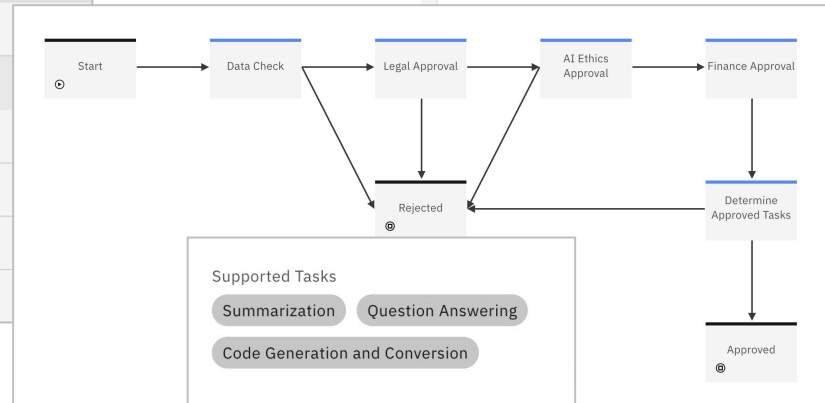 Start
Data Check
Legal Approval
AI Ethics
Approval
Finance Approval
Rejected
Determine
Approved Tasks
Supported Tasks
Summarization
Question Answering
Code Generation and Conversion
Approved